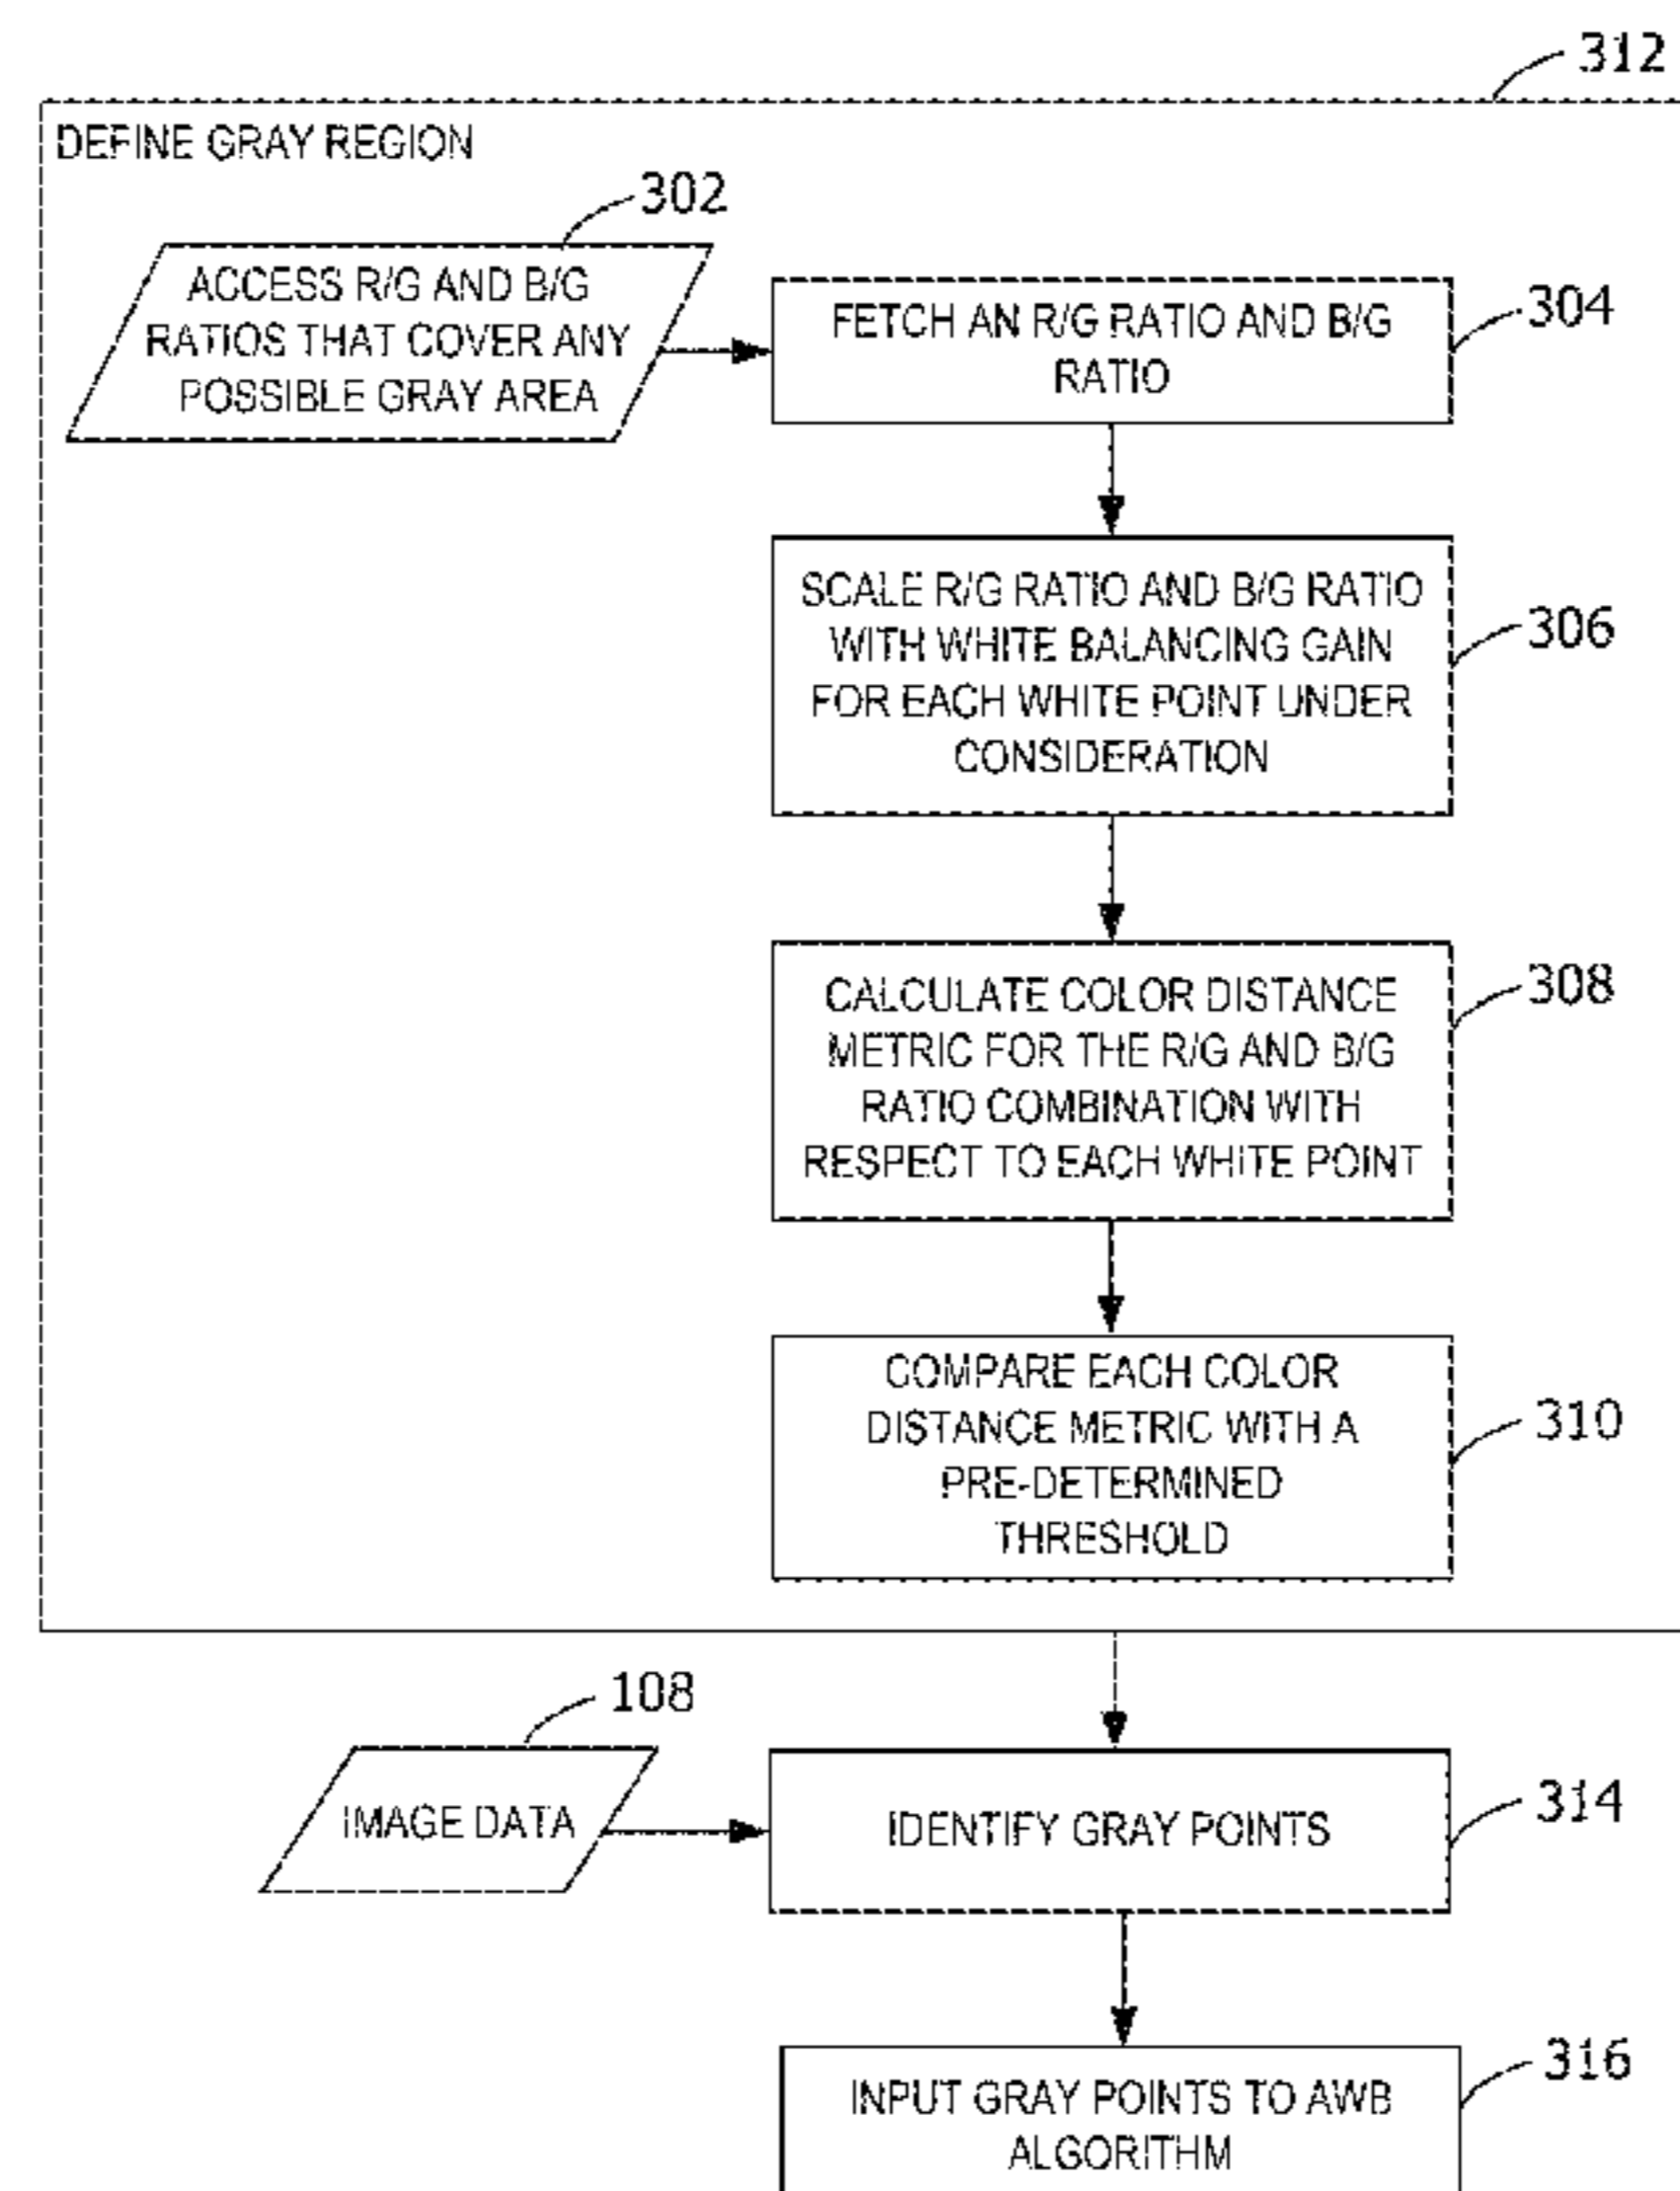 312
DEFINE GRAY REGION
302
ACCESS R/G AND B/G
RATIOS THAT COVER ANY
POSSIBLE GRAY AREA
FETCH AN R/G RATIO AND B/G
RATIO
304
SCALE R/G RATIO AND B/G RATIO
WITH WHITE BALANCING GAIN
FOR EACH WHITE POINT UNDER
CONSIDERATION
306
CALCULATE COLOR DISTANCE
METRIC FOR THE R/G AND B/G
RATIO COMBINATION WITH
RESPECT TO EACH WHITE POINT
308
COMPARE EACH COLOR
DISTANCE METRIC WITH A
PRE-DETERMINED
THRESHOLD
310
108
IMAGE DATA
IDENTIFY GRAY POINTS
314
INPUT GRAY POINTS TO AWB
ALGORITHM
316